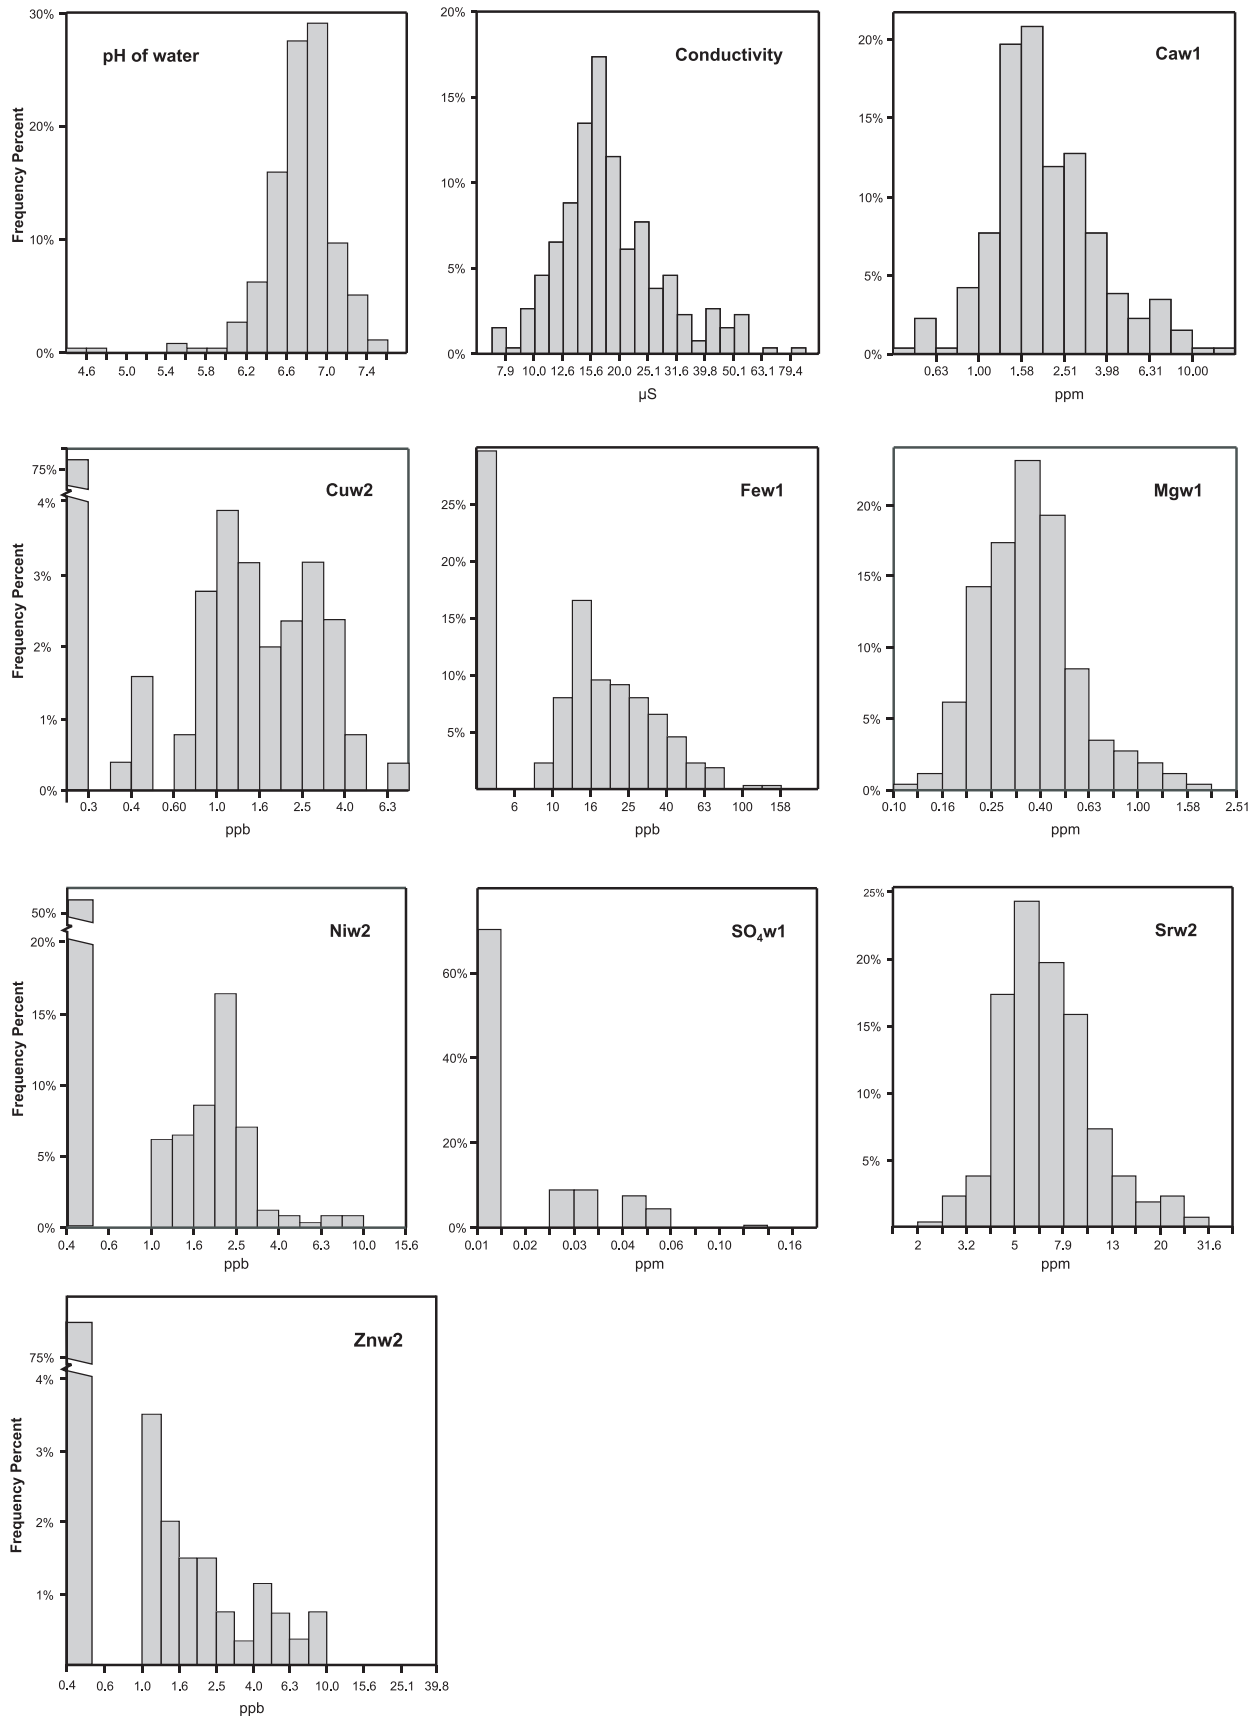 pH of water
Frequency Percent
30%
20%
10%
0%
4.6 5.0 5.4 5.8 6.2 6.6 7.0 7.4
Conductivity
20%
15%
10%
5%
0%
7.9 10.0 12.6 15.6 20.0 25.1 31.6 39.8 50.1 63.1 79.4
µS
Caw1
20%
15%
10%
5%
0%
0.63 1.00 1.58 2.51 3.98 6.31 10.00
ppm
Cuw2
Frequency Percent
75%
4%
3%
2%
1%
0%
0.3 0.4 0.60 1.0 1.6 2.5 4.0 6.3
ppb
Few1
25%
20%
15%
10%
5%
6 10 16 25 40 63 100 158
ppb
Mgw1
20%
15%
10%
5%
0%
0.10 0.16 0.25 0.40 0.63 1.00 1.58 2.51
ppm
Niw2
Frequency Percent
50%
20%
15%
10%
5%
0%
0.4 0.6 1.0 1.6 2.5 4.0 6.3 10.0 15.6
ppb
SO₄w1
60%
40%
20%
0%
0.01 0.02 0.03 0.04 0.06 0.10 0.16
ppm
Srw2
25%
20%
15%
10%
5%
2 3.2 5 7.9 13 20 31.6
ppm
Znw2
Frequency Percent
75%
4%
3%
2%
1%
0.4 0.6 1.0 1.6 2.5 4.0 6.3 10.0 15.6 25.1 39.8
ppb